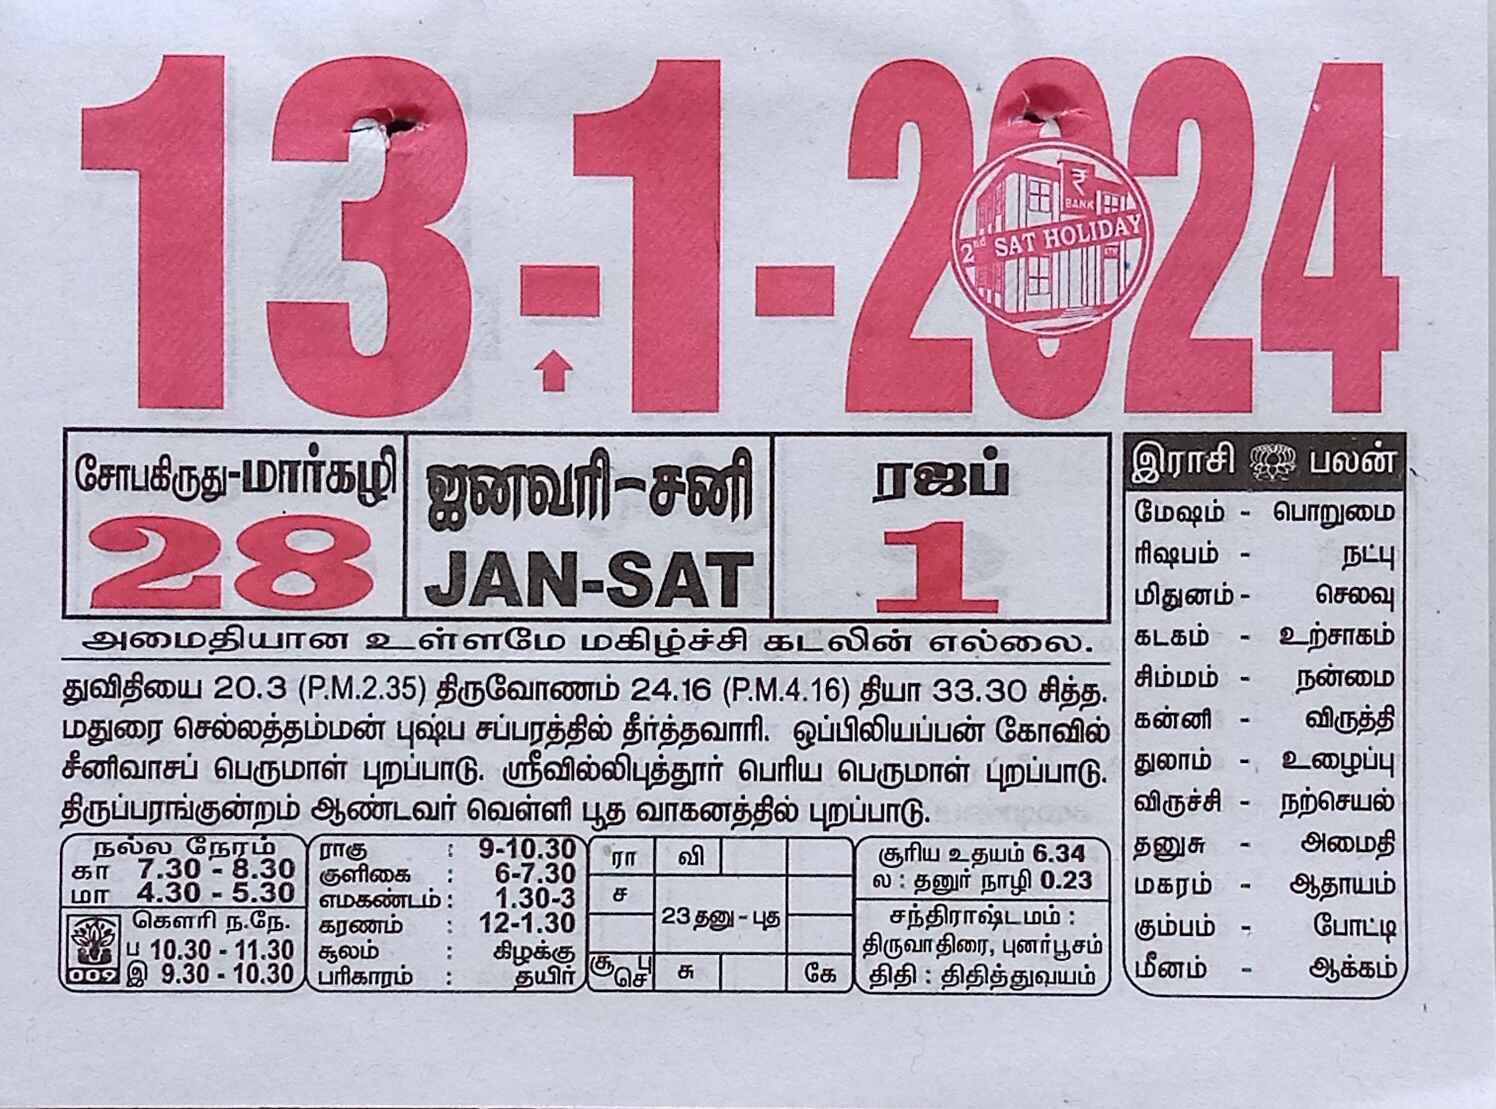 13-1-2024
₹
BANK
2nd SAT HOLIDAY
ATM
சோபகிருது-மார்கழி
28
ஜனவரி-சனி
JAN-SAT
ரஜப்
1
அமைதியான உள்ளமே மகிழ்ச்சி கடலின் எல்லை.
துவிதியை 20.3 (P.M.2.35) திருவோணம் 24.16 (P.M.4.16) தியா 33.30 சித்த.
மதுரை செல்லத்தம்மன் புஷ்ப சப்பரத்தில் தீர்த்தவாரி. ஒப்பிலியப்பன் கோவில்
சீனிவாசப் பெருமாள் புறப்பாடு. ஸ்ரீவில்லிபுத்தூர் பெரிய பெருமாள் புறப்பாடு.
திருப்பரங்குன்றம் ஆண்டவர் வெள்ளி பூத வாகனத்தில் புறப்பாடு.
நல்ல நேரம்
கா 7.30 - 8.30
மா 4.30 - 5.30
கௌரி ந.நே.
ப 10.30 - 11.30
இ 9.30 - 10.30
009
ராகு : 9-10.30
குளிகை : 6-7.30
எமகண்டம் : 1.30-3
கரணம் : 12-1.30
சூலம் : கிழக்கு
பரிகாரம் : தயிர்
ரா வி
ச
23 தனு - புத
சூ பு
செ சு கே
சூரிய உதயம் 6.34
ல : தனுர் நாழி 0.23
சந்திராஷ்டமம் :
திருவாதிரை, புனர்பூசம்
திதி : திதித்துவயம்
இராசி பலன்
மேஷம் - பொறுமை
ரிஷபம் - நட்பு
மிதுனம் - செலவு
கடகம் - உற்சாகம்
சிம்மம் - நன்மை
கன்னி - விருத்தி
துலாம் - உழைப்பு
விருச்சி - நற்செயல்
தனுசு - அமைதி
மகரம் - ஆதாயம்
கும்பம் - போட்டி
மீனம் - ஆக்கம்